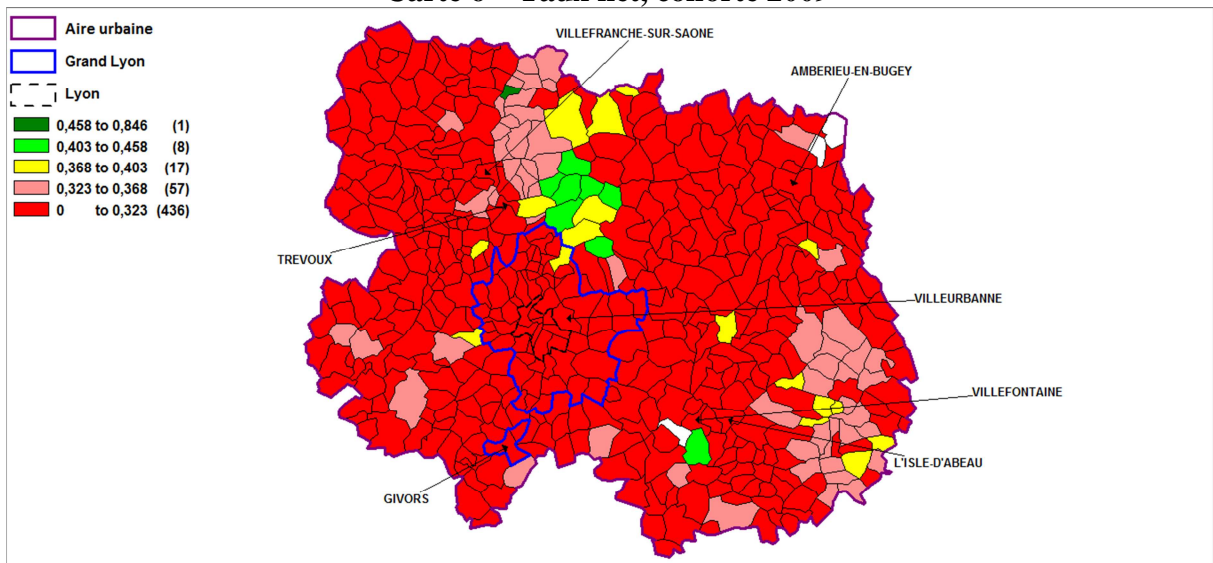 Aire urbaine
Grand Lyon
Lyon
0,458 to 0,846 (1)
0,403 to 0,458 (8)
0,368 to 0,403 (17)
0,323 to 0,368 (57)
0 to 0,323 (436)
VILLEFRANCHE-SUR-SAONE
AMBERIEU-EN-BUGEY
TREVOUX
VILLEURBANNE
VILLEFONTAINE
L'ISLE-D'ABEAU
GIVORS